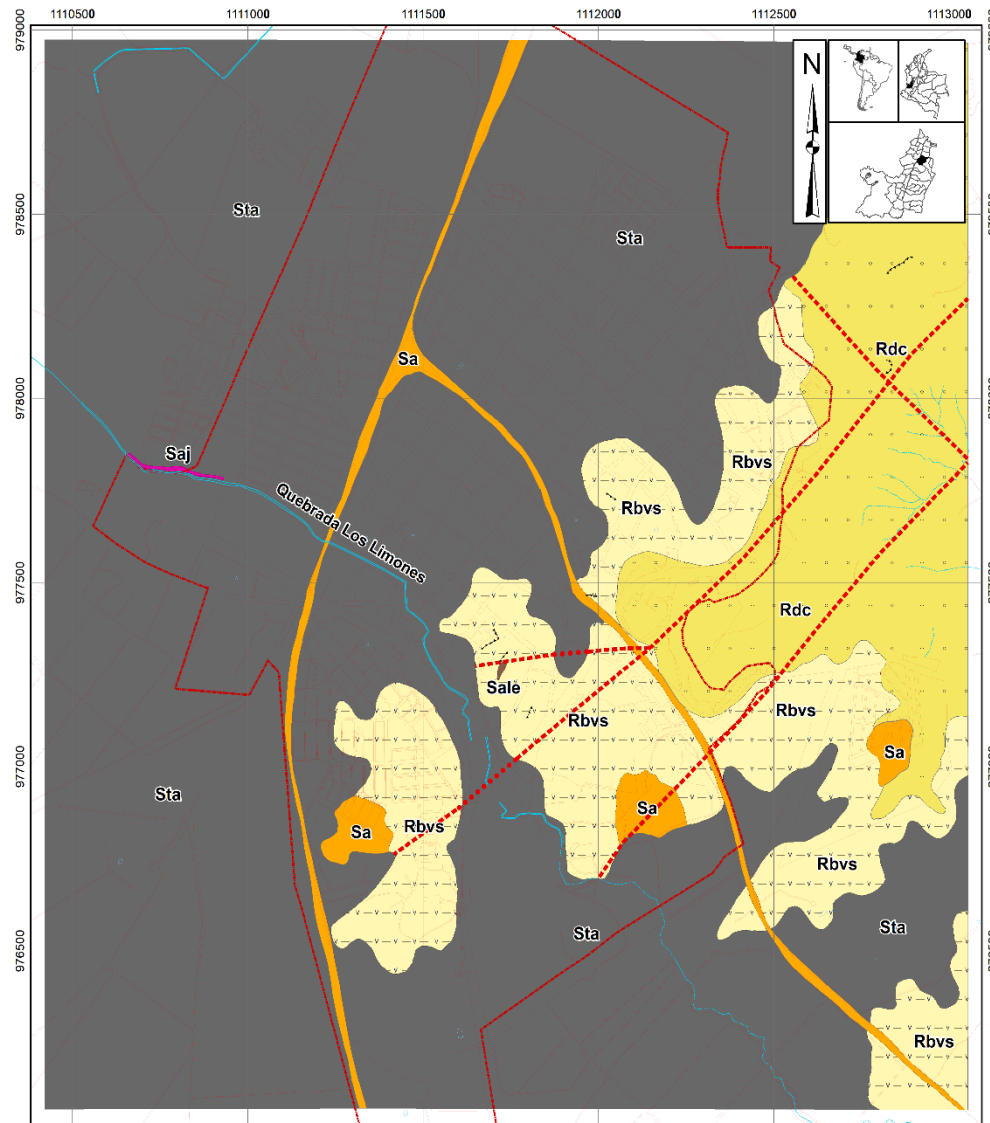 1110500 1111000 1111500 1112000 1112500 1113000
979000
N
978500
Sta
Sta
Sa
Rdc
978000
Saj
Rbvs
Rbvs
Quebrada Los Limones
977500
Rdc
Sale
Rbvs
Rbvs
977000
Sa
Sta
Sa
Rbvs
Sa
Rbvs
Sta
Sta
976500
Rbvs